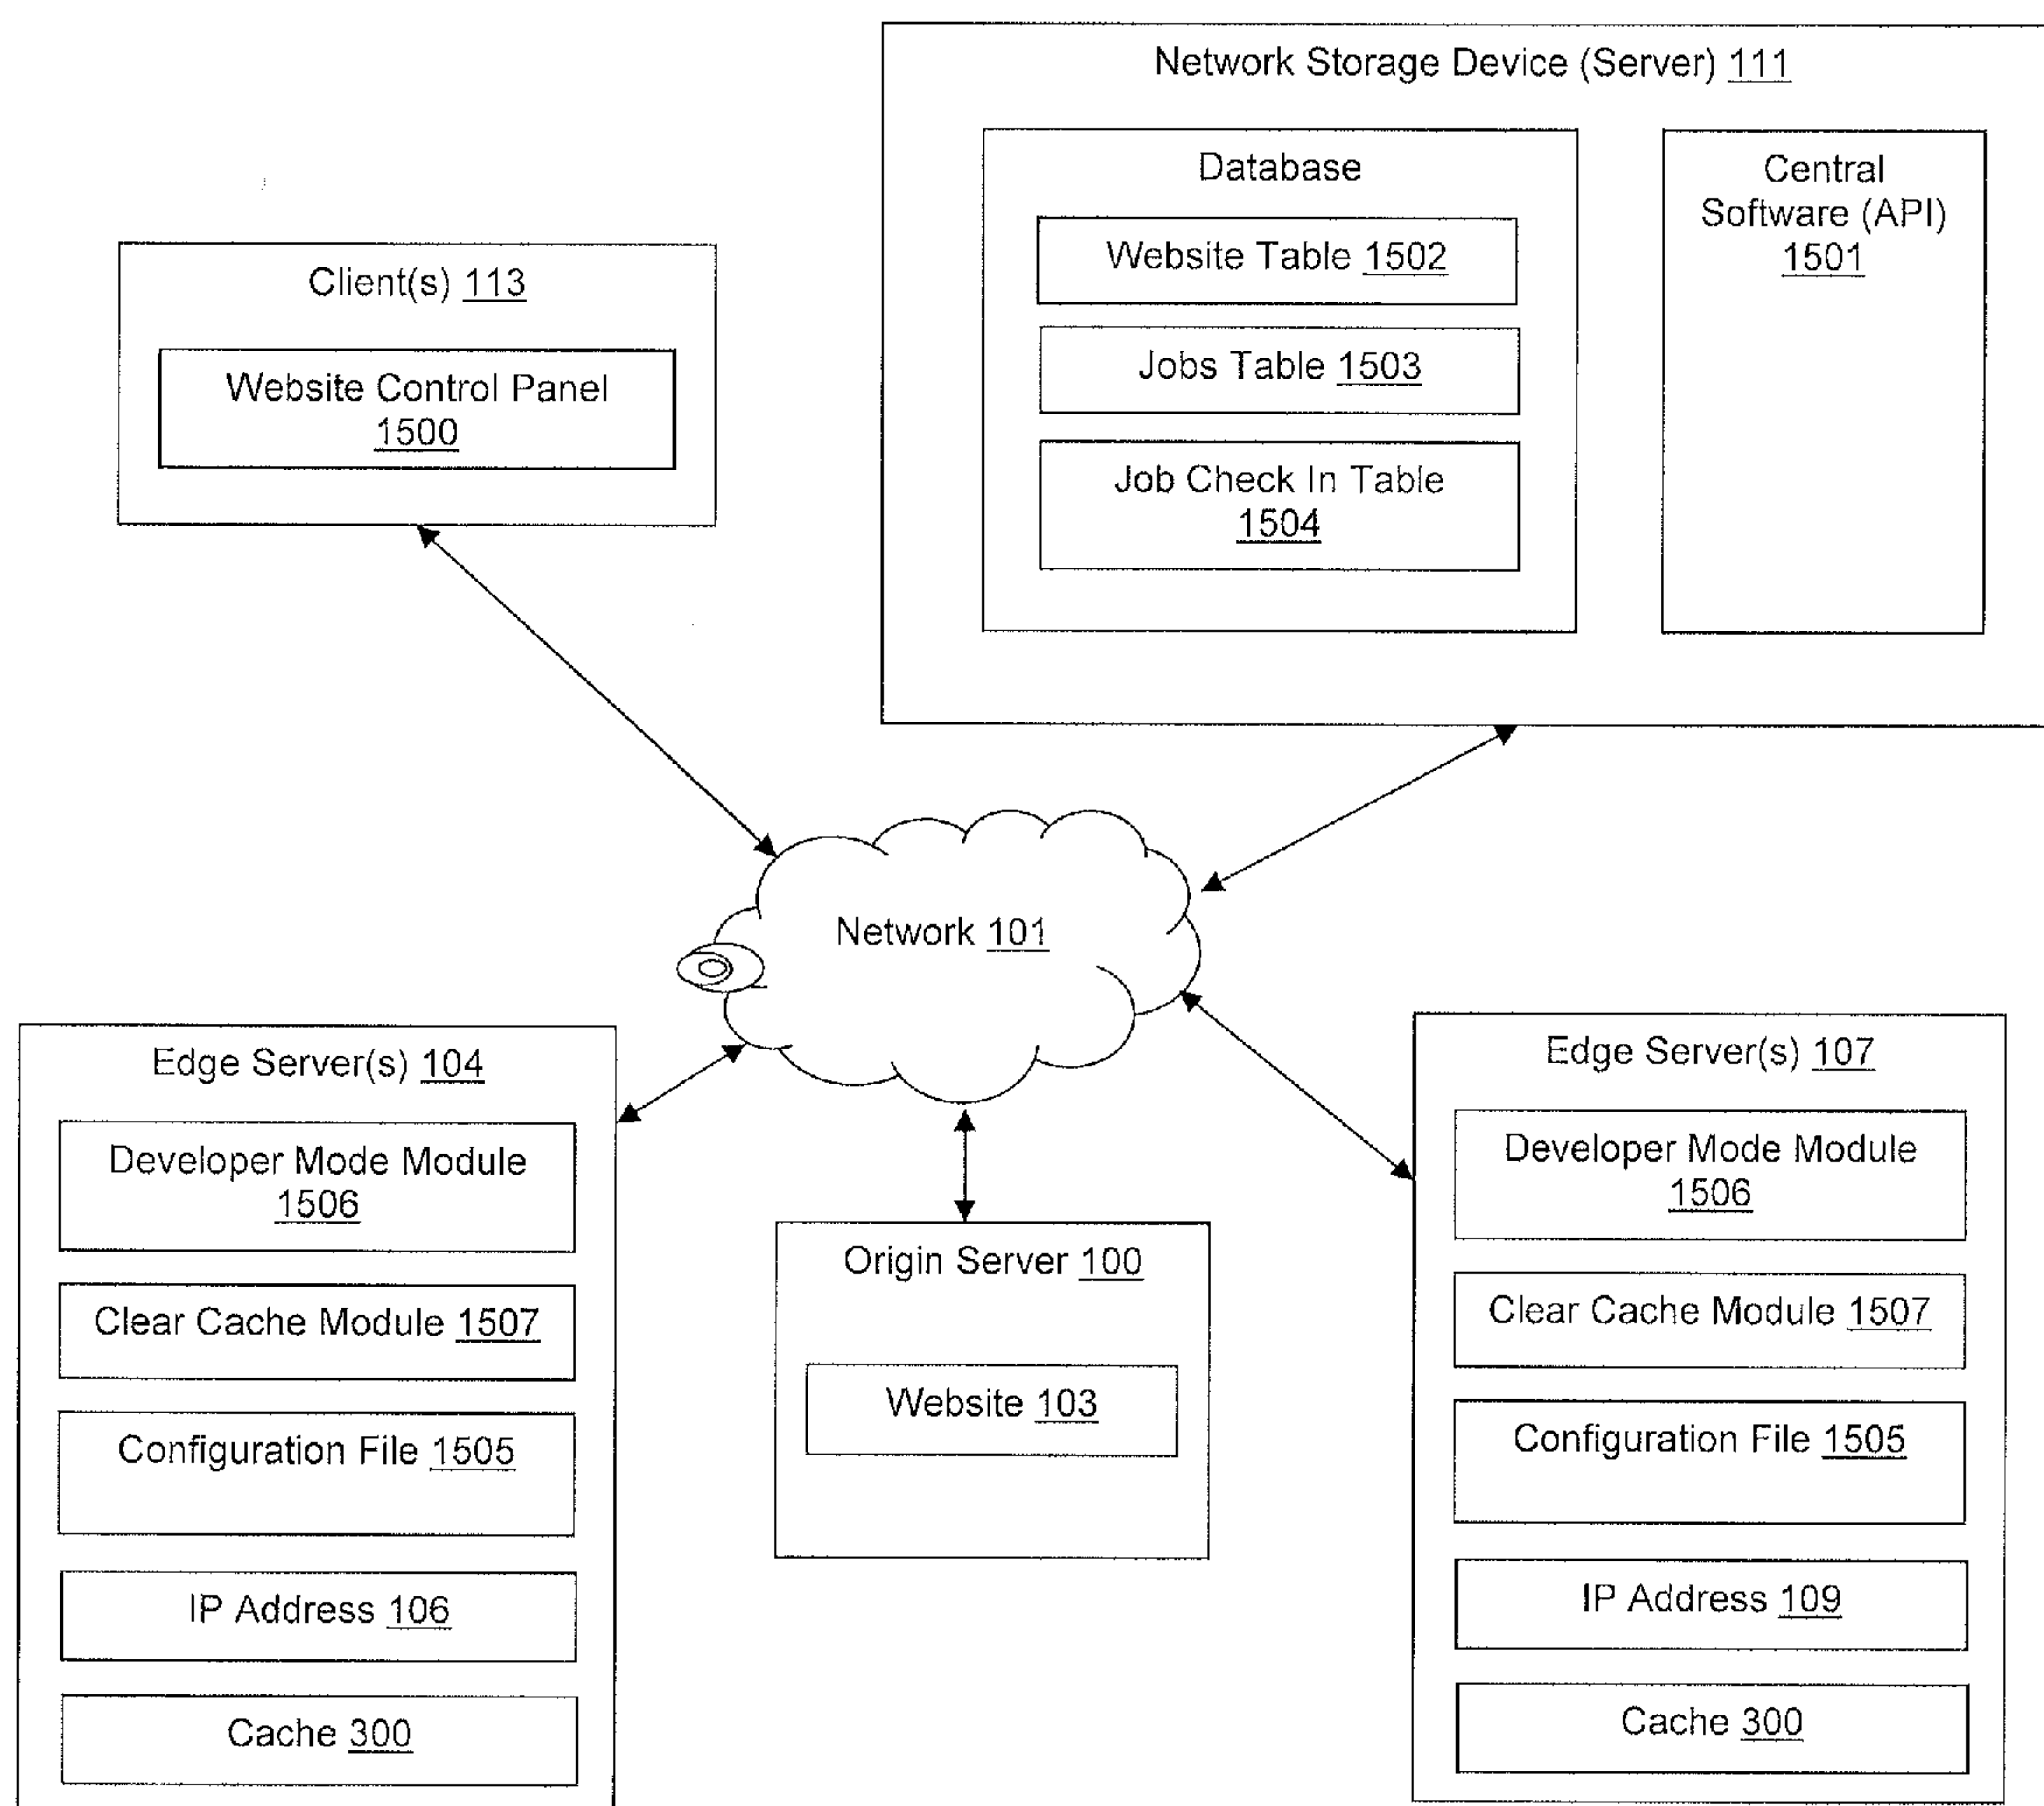 Network Storage Device (Server) 111
Database
Website Table 1502
Jobs Table 1503
Job Check In Table
1504
Central
Software (API)
1501
Client(s) 113
Website Control Panel
1500
Network 101
Edge Server(s) 104
Developer Mode Module
1506
Clear Cache Module 1507
Configuration File 1505
IP Address 106
Cache 300
Origin Server 100
Website 103
Edge Server(s) 107
Developer Mode Module
1506
Clear Cache Module 1507
Configuration File 1505
IP Address 109
Cache 300